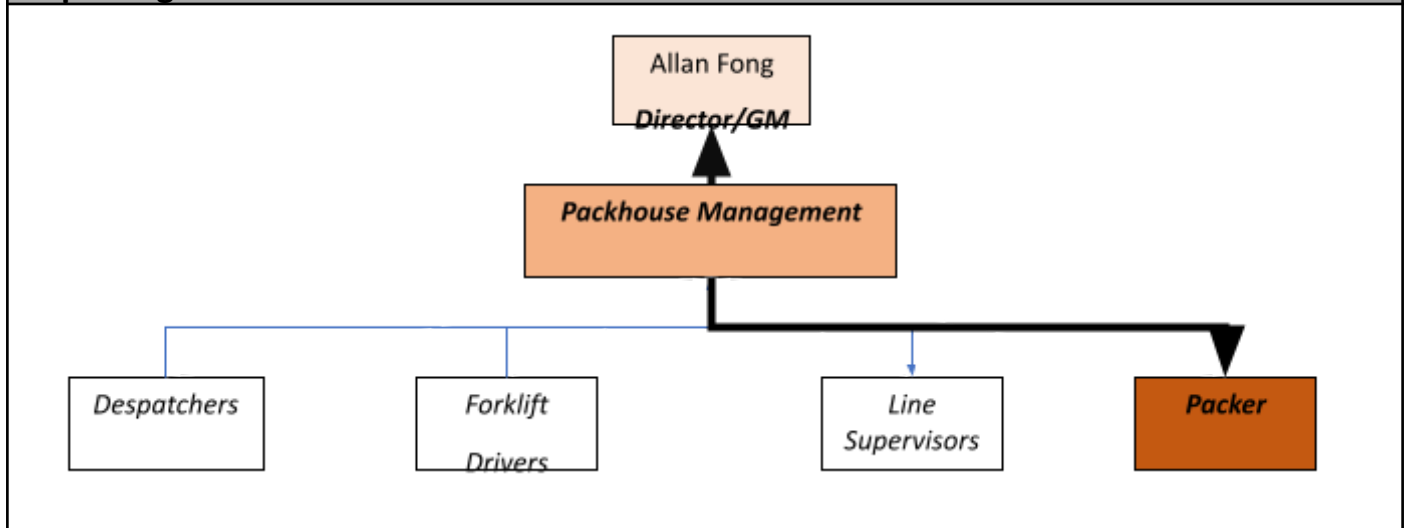 Allan Fong
Director/GM
Packhouse Management
Despatchers
Forklift
Drivers
Line
Supervisors
Packer